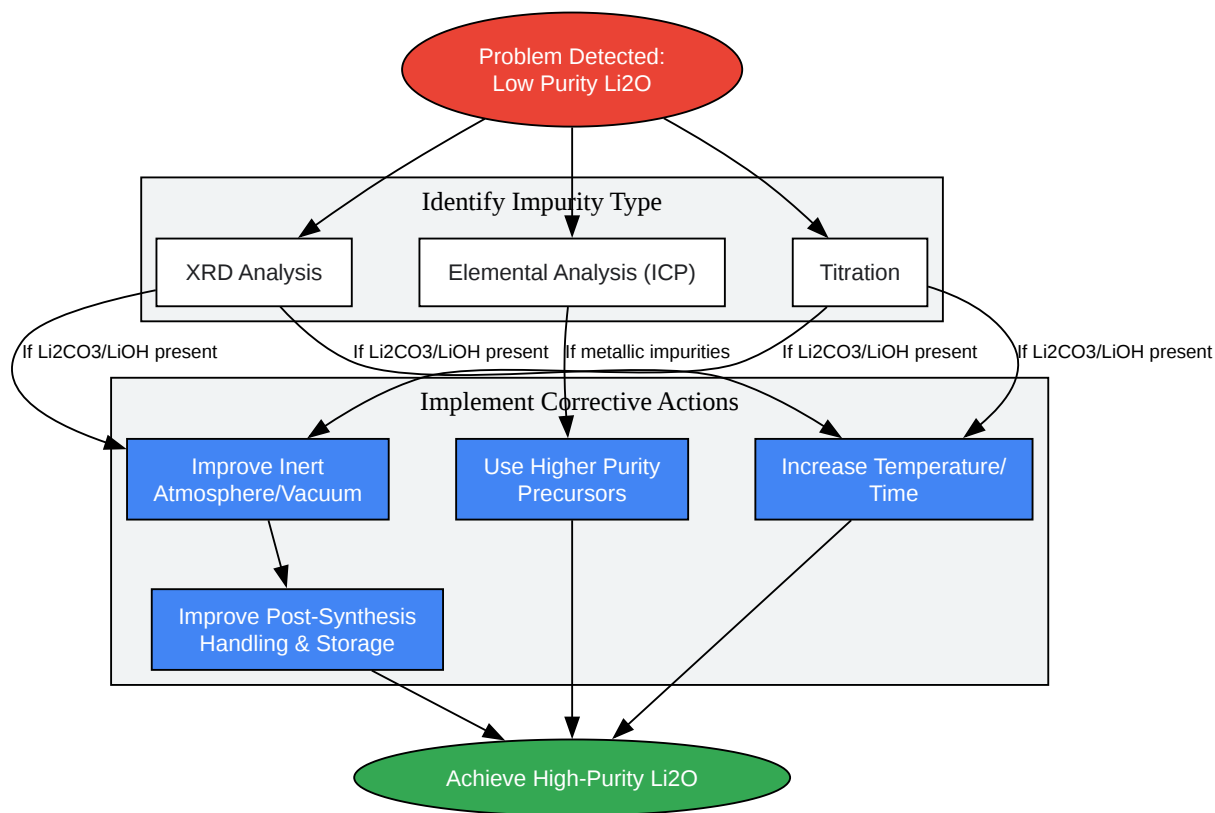 Problem Detected:
Low Purity Li2O
Identify Impurity Type
XRD Analysis
Elemental Analysis (ICP)
Titration
If Li2CO3/LiOH present
If Li2CO3/LiOH present
If metallic impurities
If Li2CO3/LiOH present
If Li2CO3/LiOH present
Implement Corrective Actions
Improve Inert
Atmosphere/Vacuum
Use Higher Purity
Precursors
Increase Temperature/
Time
Improve Post-Synthesis
Handling & Storage
Achieve High-Purity Li2O